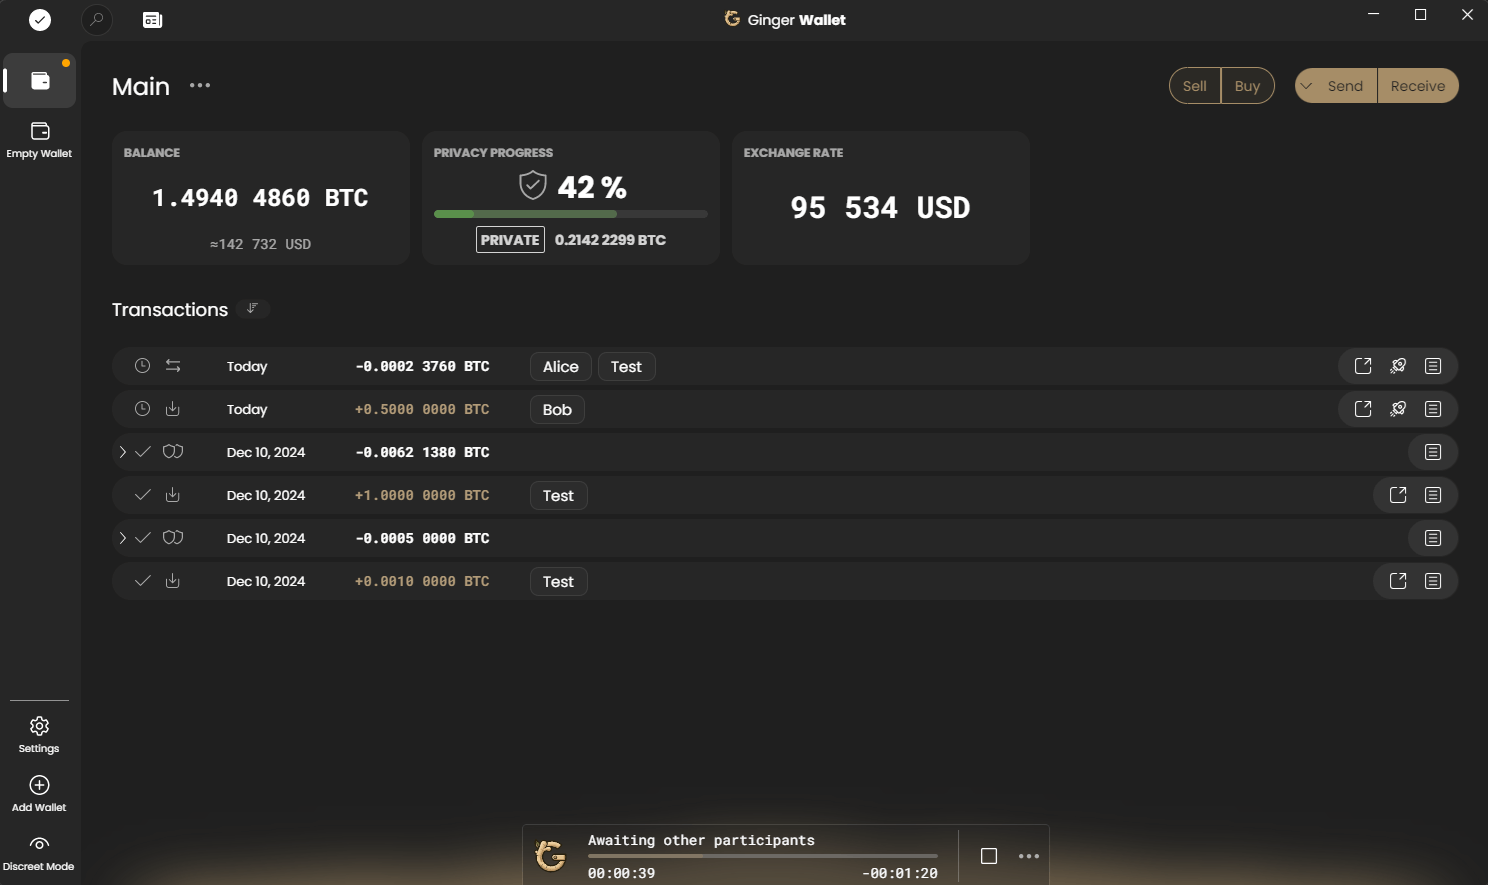 Ginger Wallet
Main
Sell
Buy
Send
Receive
Empty Wallet
BALANCE
1.4940 4860 BTC
≈142 732 USD
PRIVACY PROGRESS
42 %
PRIVATE 0.2142 2299 BTC
EXCHANGE RATE
95 534 USD
Transactions
Today -0.0002 3760 BTC Alice Test
Today +0.5000 0000 BTC Bob
Dec 10, 2024 -0.0062 1380 BTC
Dec 10, 2024 +1.0000 0000 BTC Test
Dec 10, 2024 -0.0005 0000 BTC
Dec 10, 2024 +0.0010 0000 BTC Test
Settings
Add Wallet
Discreet Mode
Awaiting other participants
00:00:39 -00:01:20